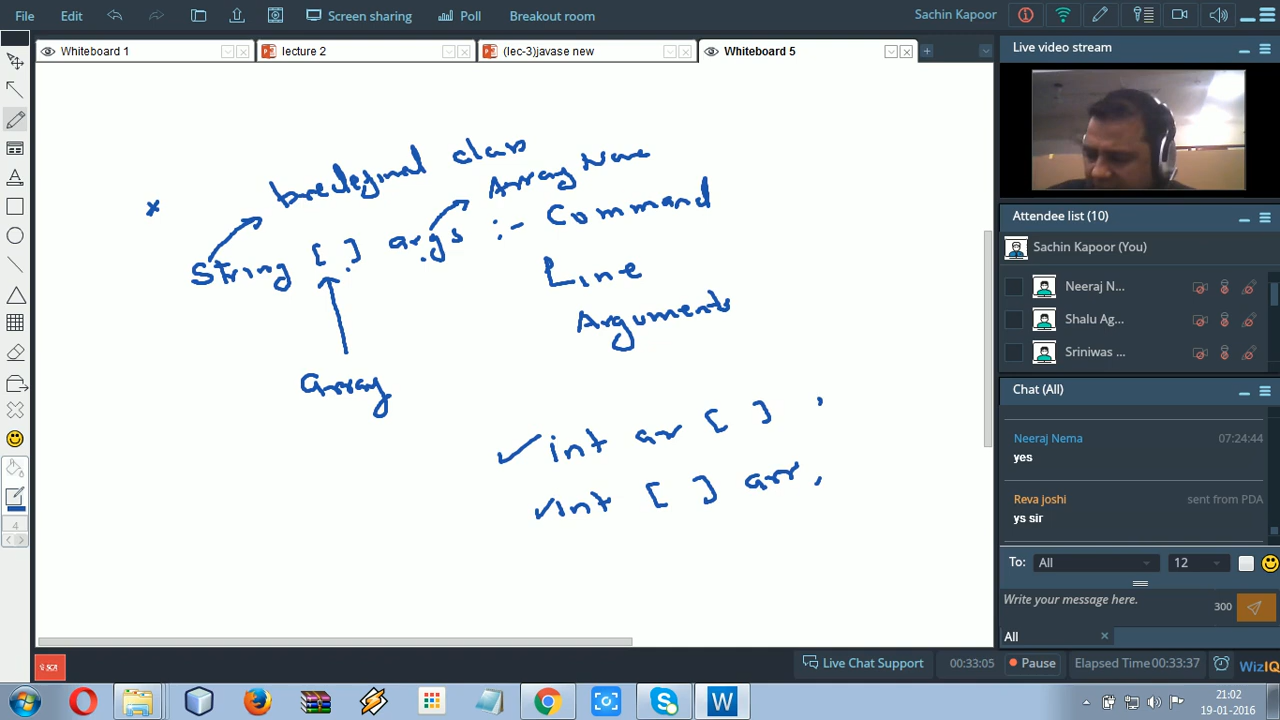 File Edit Screen sharing Poll Breakout room Sachin Kapoor
Whiteboard 1 lecture 2 (lec-3)javase new Whiteboard 5
Live video stream
predefined class
Array Name
String [ ] args :- Command
Line
Arguments
array
int ar [ ] ,
int [ ] arr,
Attendee list (10)
Sachin Kapoor (You)
Neeraj N...
Shalu Ag...
Sriniwas ...
Chat (All)
Neeraj Nema 07:24:44
yes
Reva joshi sent from PDA
ys sir
To: All 12
Write your message here. 300
All
4
Live Chat Support 00:33:05 Pause Elapsed Time 00:33:37 WizIQ
21:02
19-01-2016